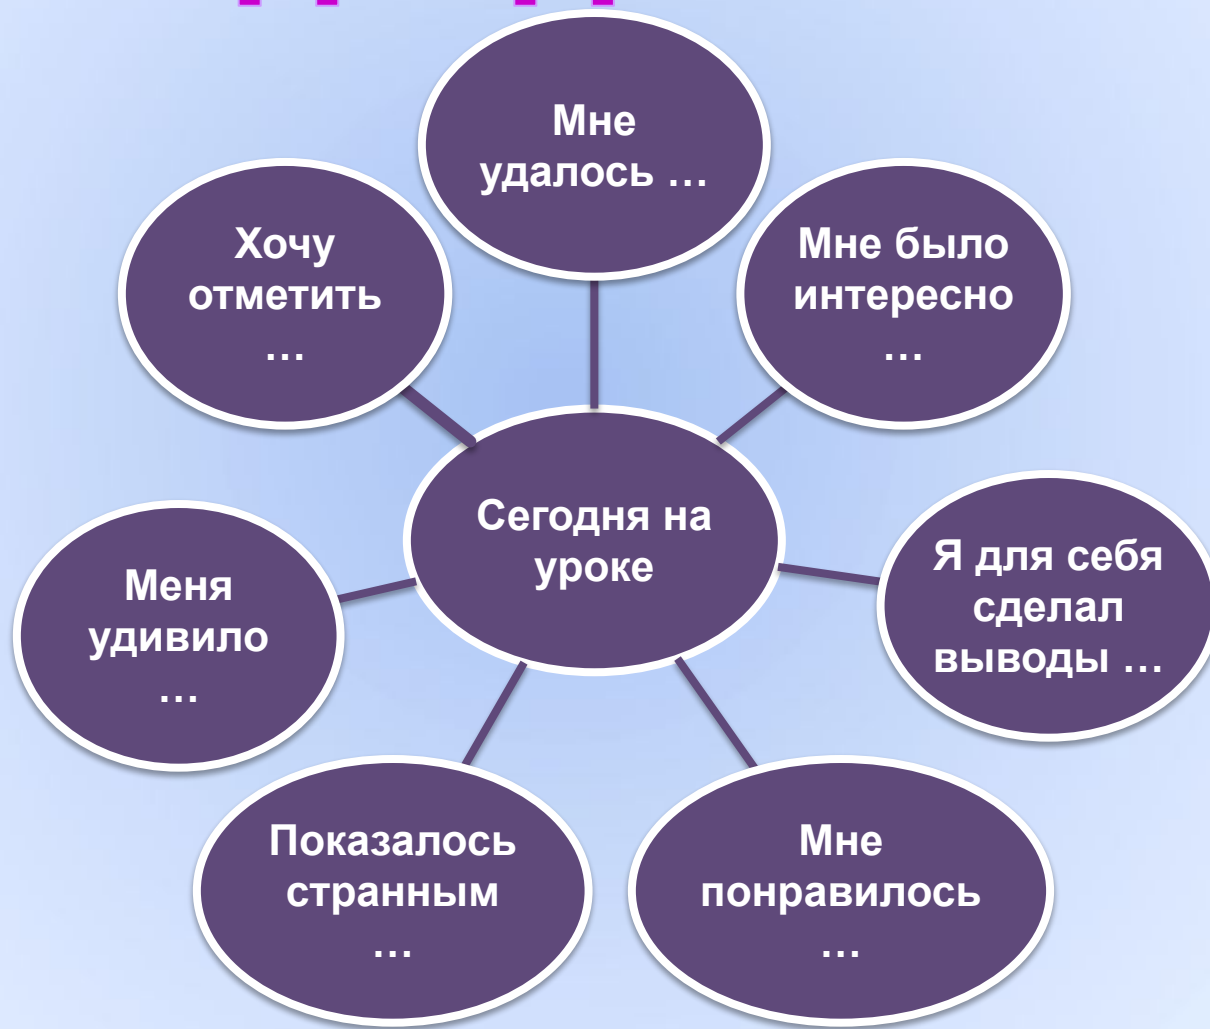 Мне
удалось …
Хочу
отметить
…
Мне было
интересно
…
Сегодня на
уроке
Я для себя
сделал
выводы …
Меня
удивило
…
Показалось
странным
…
Мне
понравилось
…